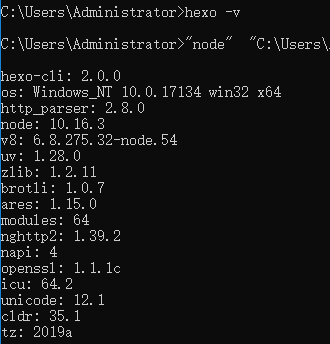 C:\Users\Administrator>hexo -v
C:\Users\Administrator>"node"  "C:\Users\
hexo-cli: 2.0.0
os: Windows_NT 10.0.17134 win32 x64
http_parser: 2.8.0
node: 10.16.3
v8: 6.8.275.32-node.54
uv: 1.28.0
zlib: 1.2.11
brotli: 1.0.7
ares: 1.15.0
modules: 64
nghttp2: 1.39.2
napi: 4
openssl: 1.1.1c
icu: 64.2
unicode: 12.1
cldr: 35.1
tz: 2019a